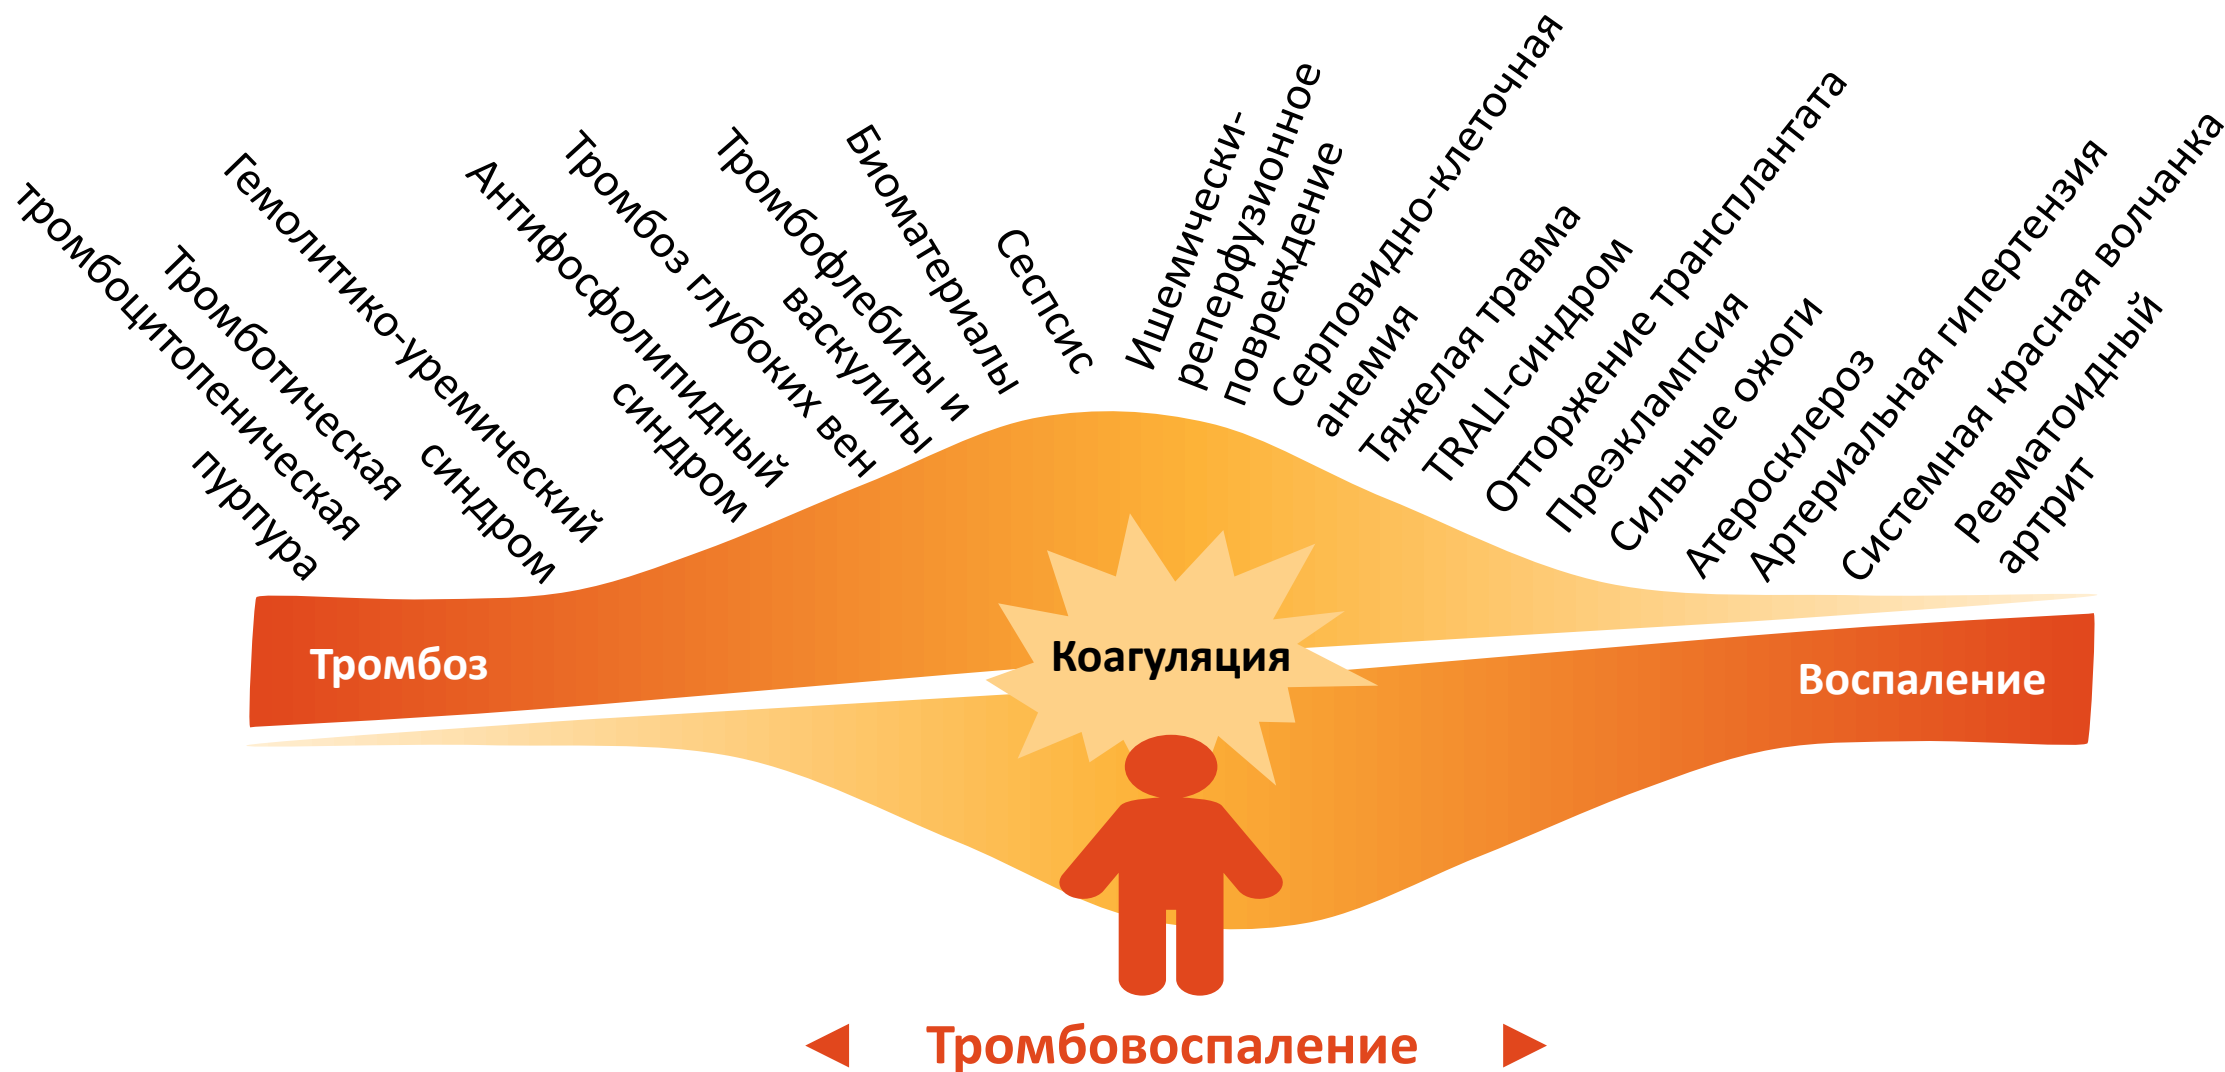 Тромботическая
тромбоцитопеническая
пурпура
Гемолитико-уремический
синдром
Антифосфолипидный
синдром
Тромбоз глубоких вен
Тромбофлебиты и
васкулиты
Биоматериалы
Сеспсис
Ишемически-
реперфузионное
повреждение
Серповидно-клеточная
анемия
Тяжелая травма
TRALI-синдром
Отторжение трансплантата
Преэклампсия
Сильные ожоги
Атеросклероз
Артериальная гипертензия
Системная красная волчанка
Ревматоидный
артрит
Тромбоз
Коагуляция
Воспаление
Тромбовоспаление